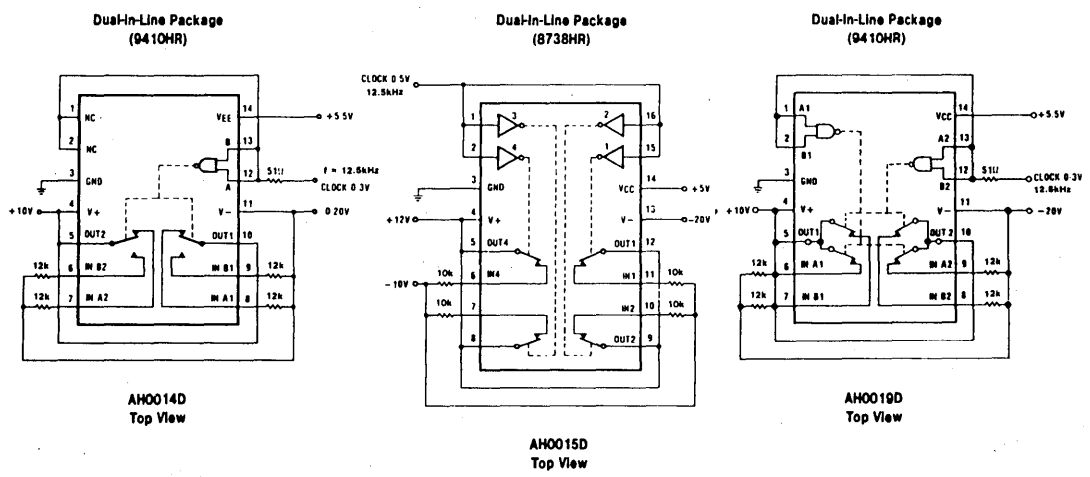 Dual-In-Line Package
(9410HR)
1
NC
VEE
14
+5 5V
2
NC
B
13
f = 12.5kHz
3
GND
A
12
51Ω
CLOCK 0 3V
+10V
4
V+
V−
11
0 20V
5
OUT2
OUT1
10
12k
6
IN B2
IN B1
9
12k
12k
7
IN A2
IN A1
8
12k
AH0014D
Top View
Dual-In-Line Package
(8738HR)
CLOCK 0 5V
12.5kHz
1
3
2
16
2
4
1
15
3
GND
14
VCC
+5V
+12V
4
V+
V−
13
−20V
5
OUT4
OUT1
12
−10V
10k
6
IN4
IN1
11
10k
10k
7
IN2
10
10k
8
OUT2
9
AH0015D
Top View
Dual-In-Line Package
(9410HR)
1
A1
VCC
14
+5.5V
2
B1
A2
13
3
GND
B2
12
51Ω
CLOCK 0·3V
12.5kHz
+10V
4
V+
V−
11
−20V
5
OUT1
OUT 2
10
12k
6
IN A1
IN A2
9
12k
12k
7
IN B1
IN B2
8
12k
AH0019D
Top View